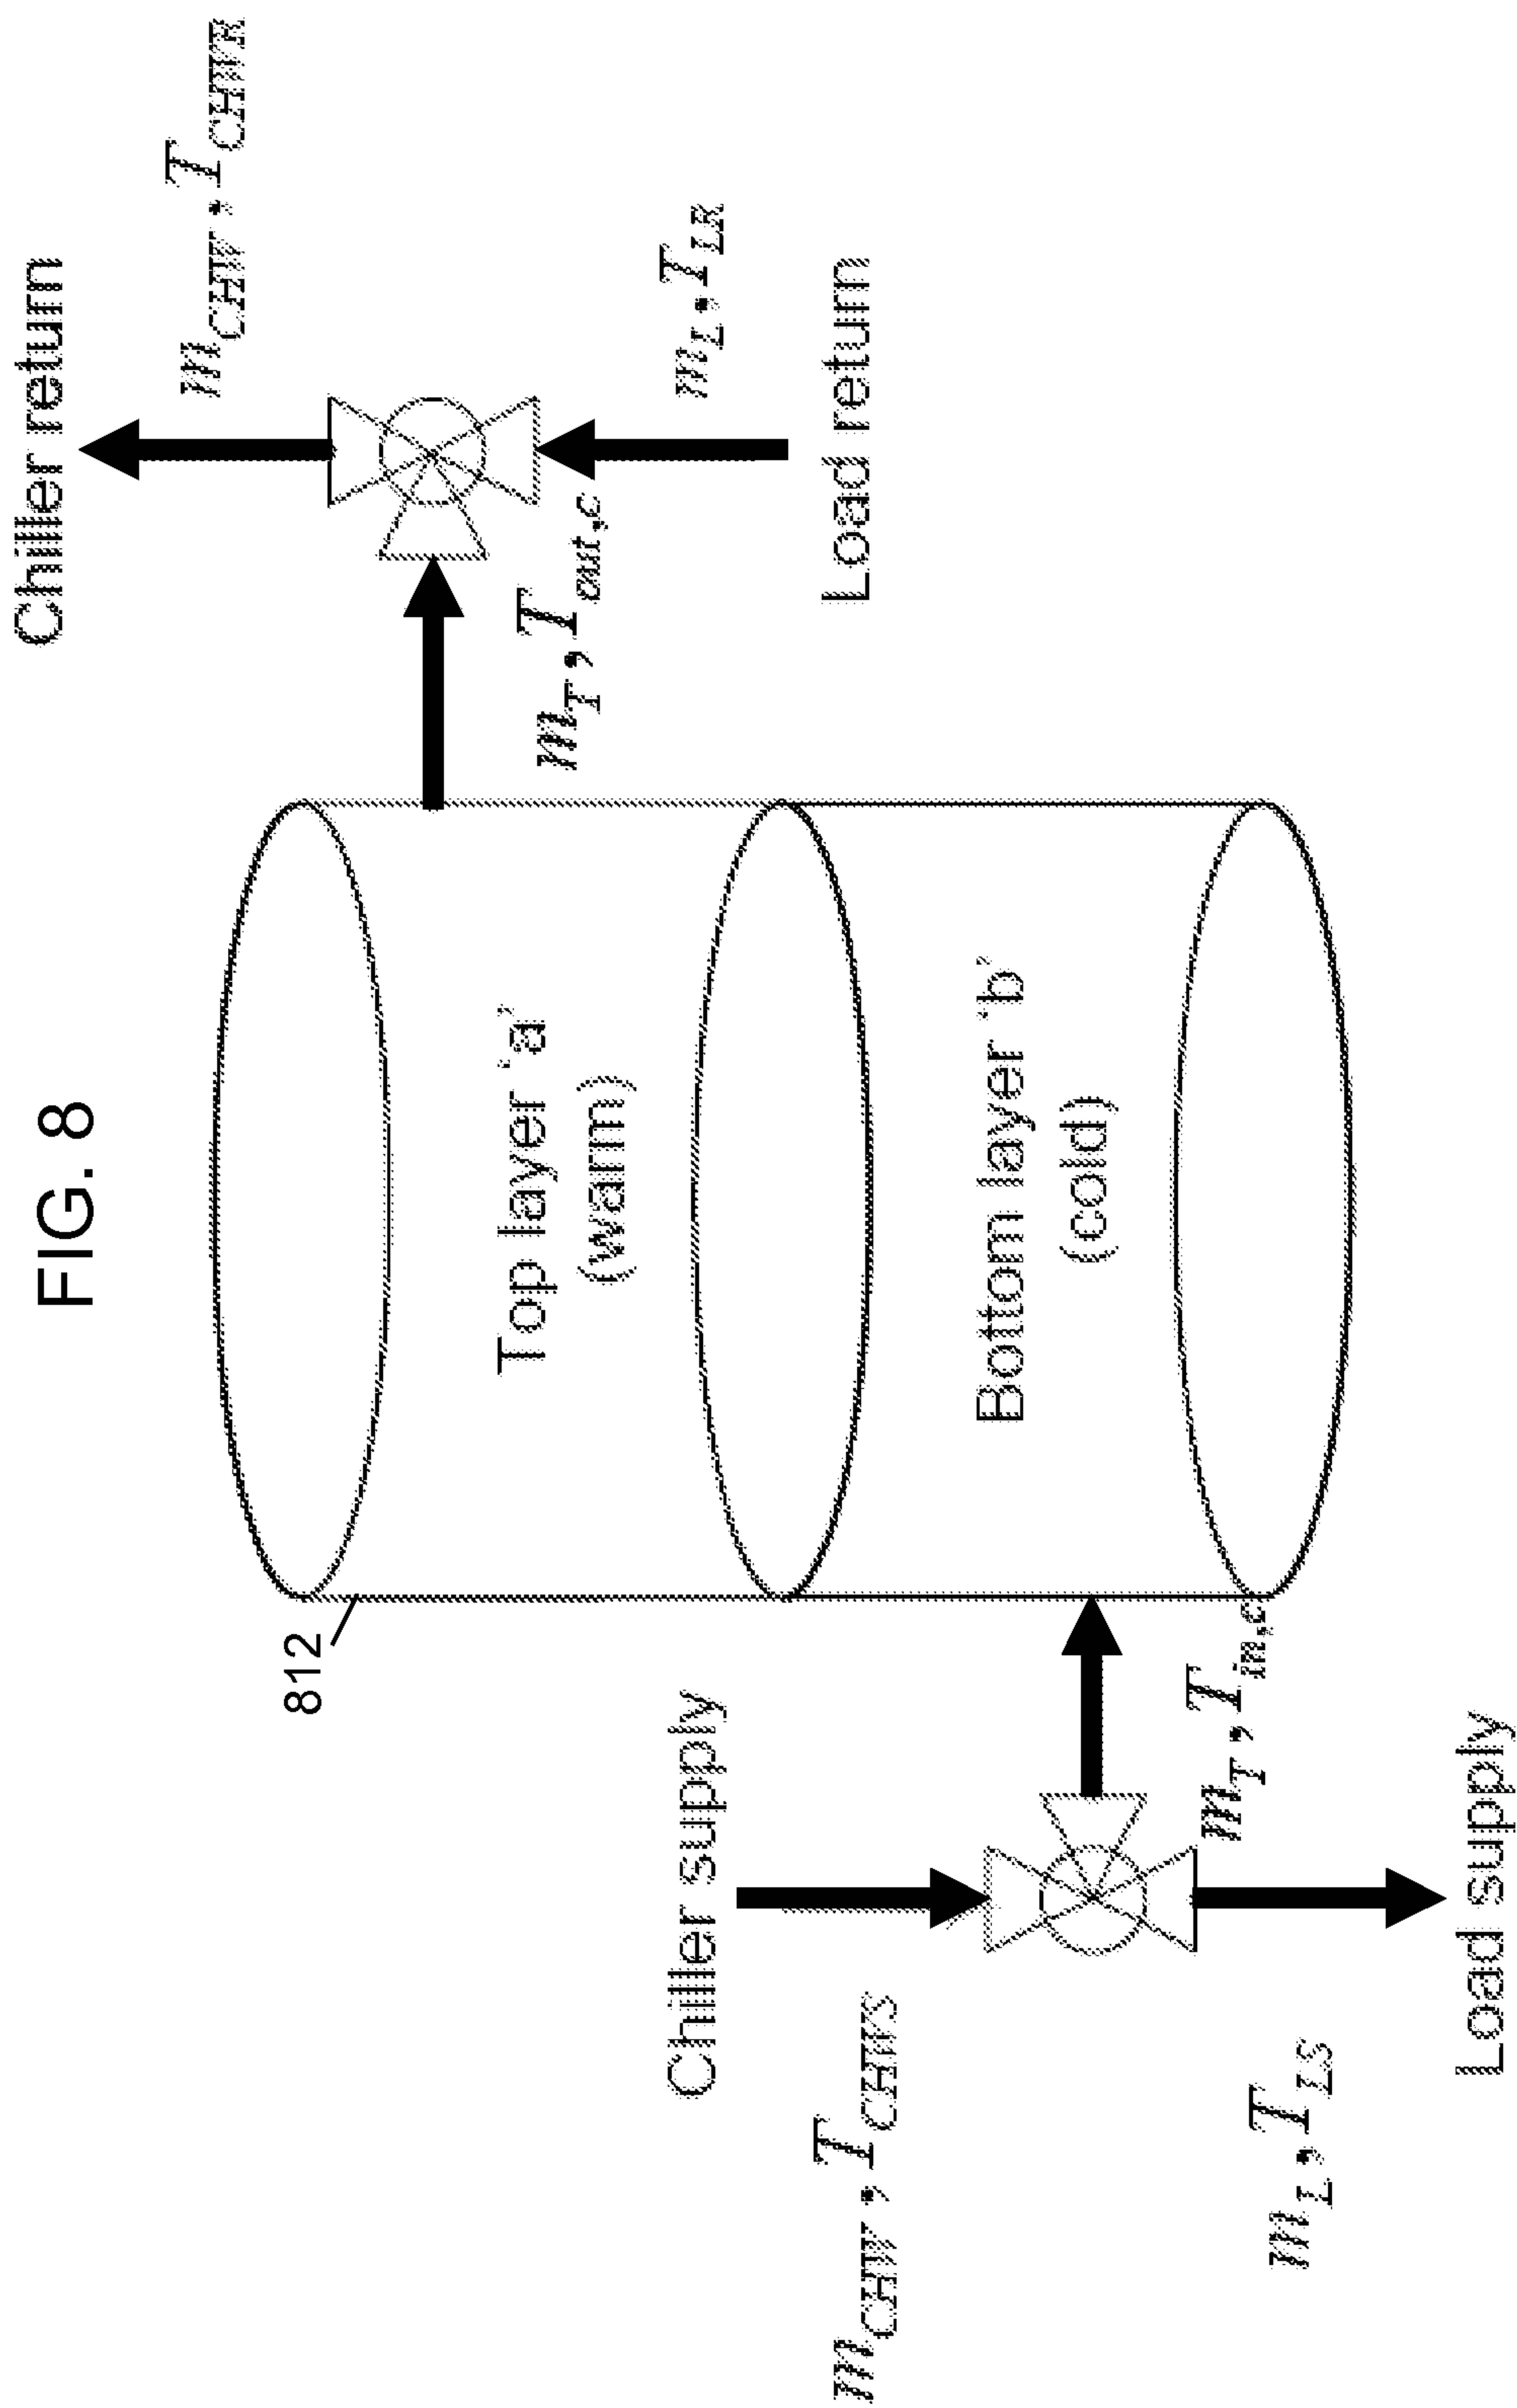 FIG. 8
812
Chiller return
m_CHW, T_CHWR
Chiller supply
m_CHW, T_CHWS
Top layer 'a'
(warm)
m_T, T_out,c
m_L, T_LR
Load return
Bottom layer 'b'
(cold)
m_T, T_in,c
m_L, T_LS
Load supply